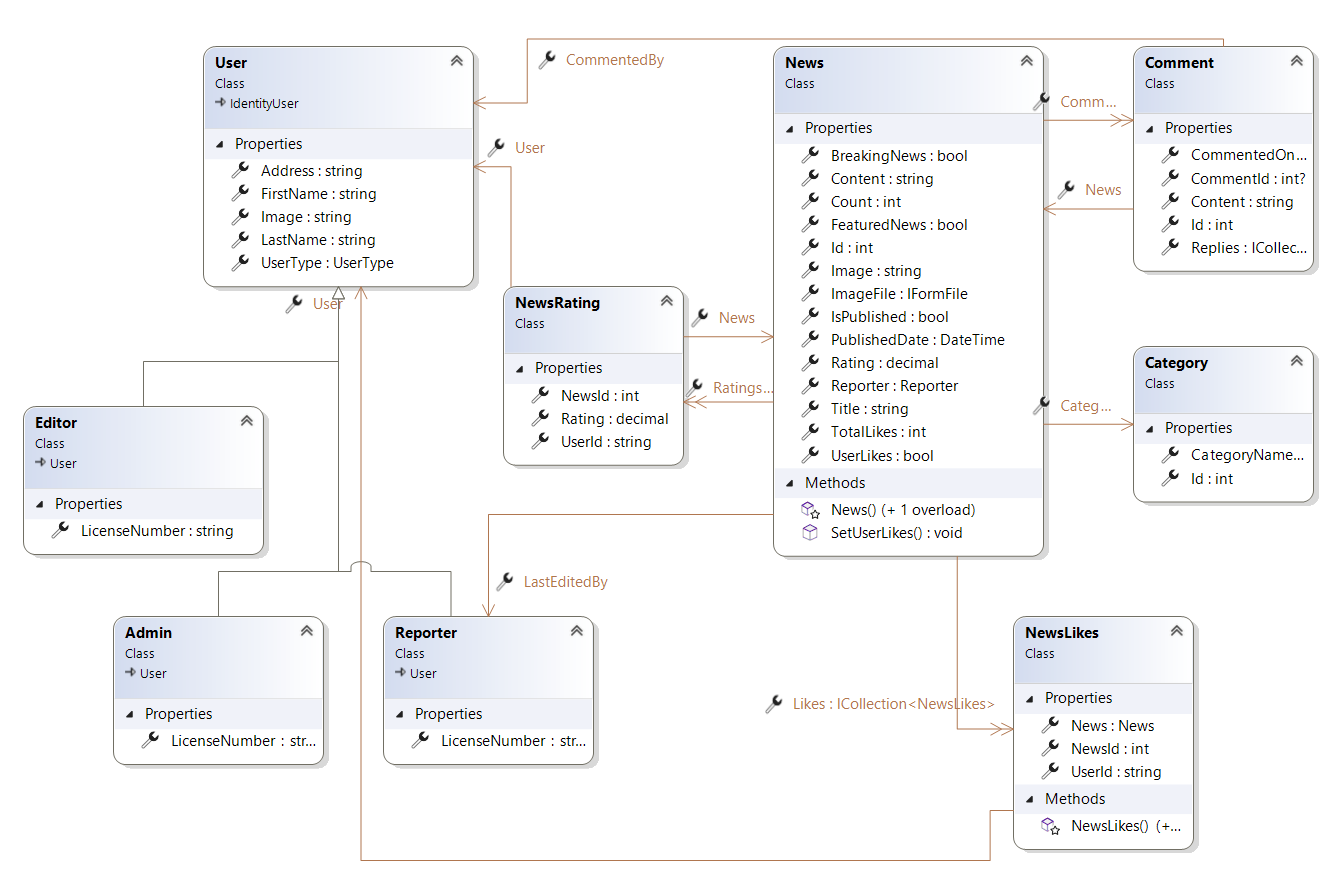 User
Class
IdentityUser
Properties
Address : string
FirstName : string
Image : string
LastName : string
UserType : UserType
CommentedBy
User
User
News
Class
Properties
BreakingNews : bool
Content : string
Count : int
FeaturedNews : bool
Id : int
Image : string
ImageFile : IFormFile
IsPublished : bool
PublishedDate : DateTime
Rating : decimal
Reporter : Reporter
Title : string
TotalLikes : int
UserLikes : bool
Methods
News() (+ 1 overload)
SetUserLikes() : void
Comm...
News
Comment
Class
Properties
CommentedOn...
CommentId : int?
Content : string
Id : int
Replies : ICollec...
NewsRating
Class
Properties
NewsId : int
Rating : decimal
UserId : string
News
Ratings...
Categ...
Category
Class
Properties
CategoryName...
Id : int
Editor
Class
User
Properties
LicenseNumber : string
LastEditedBy
Admin
Class
User
Properties
LicenseNumber : str...
Reporter
Class
User
Properties
LicenseNumber : str...
Likes : ICollection<NewsLikes>
NewsLikes
Class
Properties
News : News
NewsId : int
UserId : string
Methods
NewsLikes() (+...